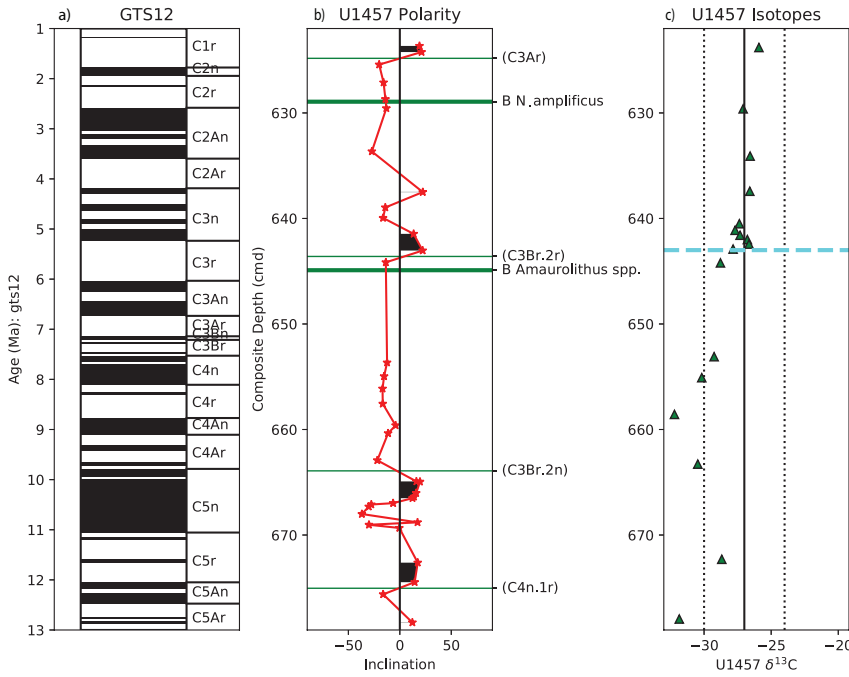 a)
GTS12
b)
U1457 Polarity
c)
U1457 Isotopes
1
2
3
4
5
6
7
8
9
10
11
12
13
Age (Ma): gts12
C1r
C2n
C2r
C2An
C2Ar
C3n
C3r
C3An
C3Ar
C3Bn
C3Br
C4n
C4r
C4An
C4Ar
C5n
C5r
C5An
C5Ar
630
640
650
660
670
Composite Depth (cmd)
−50
0
50
Inclination
(C3Ar)
B N. amplificus
(C3Br.2r)
B Amaurolithus spp.
(C3Br.2n)
(C4n.1r)
630
640
650
660
670
−30
−25
−20
U1457 δ¹³C